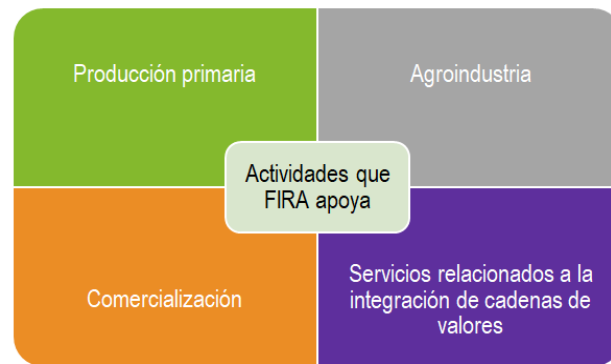 Producción primaria
Agroindustria
Actividades que
FIRA apoya
Comercialización
Servicios relacionados a la
integración de cadenas de
valores